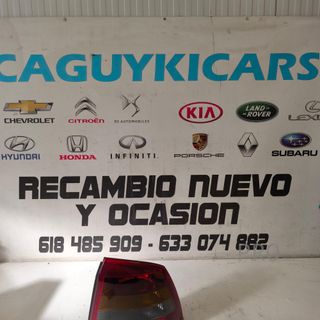 CAGUYKICARS
CHEVROLET CITROËN DS AUTOMOBILES KIA LAND ROVER LEXUS
HYUNDAI HONDA INFINITI PORSCHE SUBARU
RECAMBIO NUEVO
Y OCASION
618 485 909 - 633 074 882